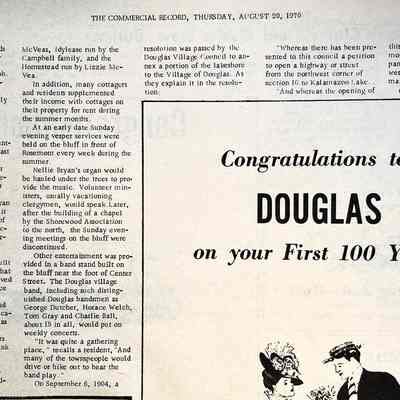 THE COMMERCIAL RECORD, THURSDAY, AUGUST 20, 1970
McVeas, Idylease run by the
Campbell family, and the
Homestead run by Lizzie Mc-
Vea.
In addition, many cottagers
and residents supplemented
their income with cottages on
their property for rent during
the summer months.
At an early date Sunday
evening vesper services were
held on the bluff in front of
Rosemont every week during the
summer.
Nellie Bryan's organ would
be hauled under the trees to pro-
vide the music. Volunteer min-
isters, usually vacationing
clergymen, would speak. Later,
after the building of a chapel
by the Shorewood Association
to the north, the Sunday even-
ing meetings on the bluff were
discontinued.
Other entertainment was pro-
vided in a band stand built on
the bluff near the foot of Center
Street. The Douglas village
band, including such disting-
uished Douglas bandsmen as
George Dutcher, Horace Welch,
Tom Gray and Charlie Ball,
about 15 in all, would put on
weekly concerts.
"It was quite a gathering
place," recalls a resident, "And
many of the townspeople would
drive or hike out to hear the
band play."
On September 6, 1904, a
resolution was passed by the
Douglas Village Council to an-
nex a portion of the lakeshore
to the Village of Douglas. As
they explain it in the resolu-
tion:
"Whereas there has been pre-
sented to this council a petition
to open a highway or street
from the northwest corner of
section 16 to Kalamazoo Lake...
"And whereas the opening of
Congratulations to
DOUGLAS
on your First 100 Y